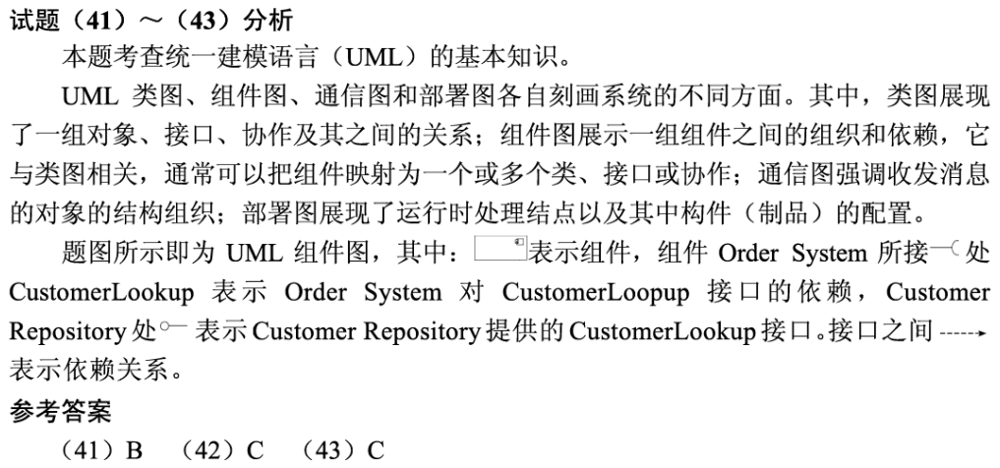 试题（41）～（43）分析
本题考查统一建模语言（UML）的基本知识。
UML 类图、组件图、通信图和部署图各自刻画系统的不同方面。其中，类图展现
了一组对象、接口、协作及其之间的关系；组件图展示一组组件之间的组织和依赖，它
与类图相关，通常可以把组件映射为一个或多个类、接口或协作；通信图强调收发消息
的对象的结构组织；部署图展现了运行时处理结点以及其中构件（制品）的配置。
题图所示即为 UML 组件图，其中：表示组件，组件 Order System 所接处
CustomerLookup 表示 Order System 对 CustomerLoopup 接口的依赖，Customer
Repository 处 表示 Customer Repository 提供的 CustomerLookup 接口。接口之间
表示依赖关系。
参考答案
（41）B （42）C （43）C